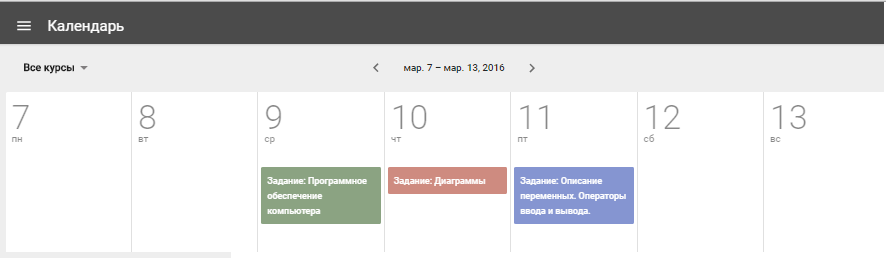 Календарь
Все курсы
мар. 7 – мар. 13, 2016
7
пн
8
вт
9
ср
10
чт
11
пт
12
сб
13
вс
Задание: Программное
обеспечение
компьютера
Задание: Диаграммы
Задание: Описание
переменных. Операторы
ввода и вывода.